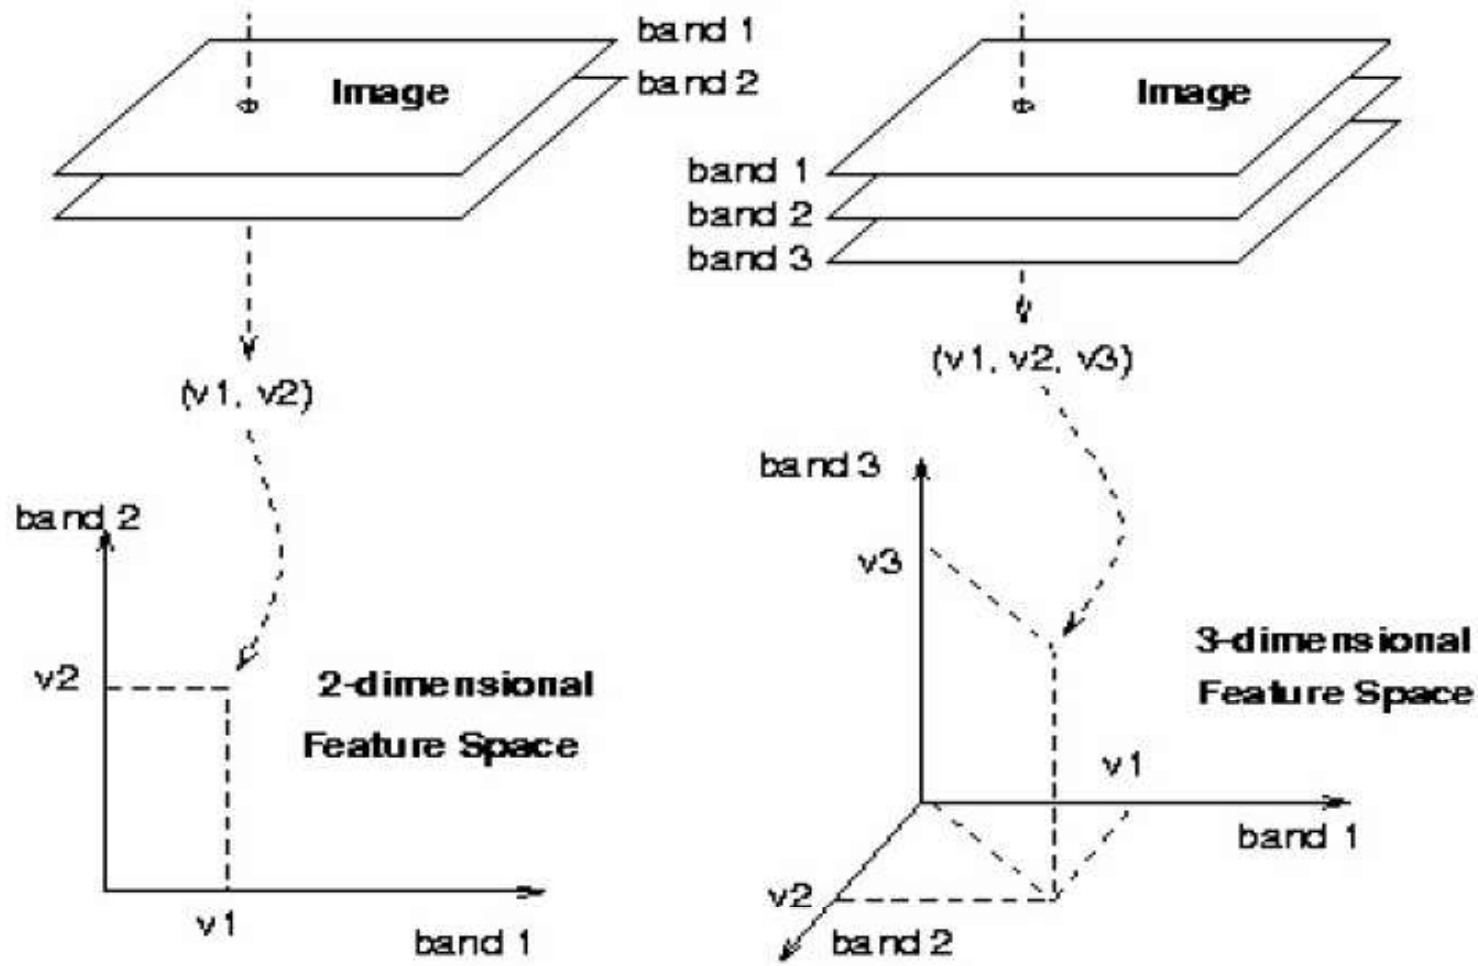 band 1
Image
band 2
(v1, v2)
band 2
v2
2-dimensional
Feature Space
v1
band 1
Image
band 1
band 2
band 3
(v1, v2, v3)
band 3
v3
3-dimensional
Feature Space
v1
band 1
v2
band 2